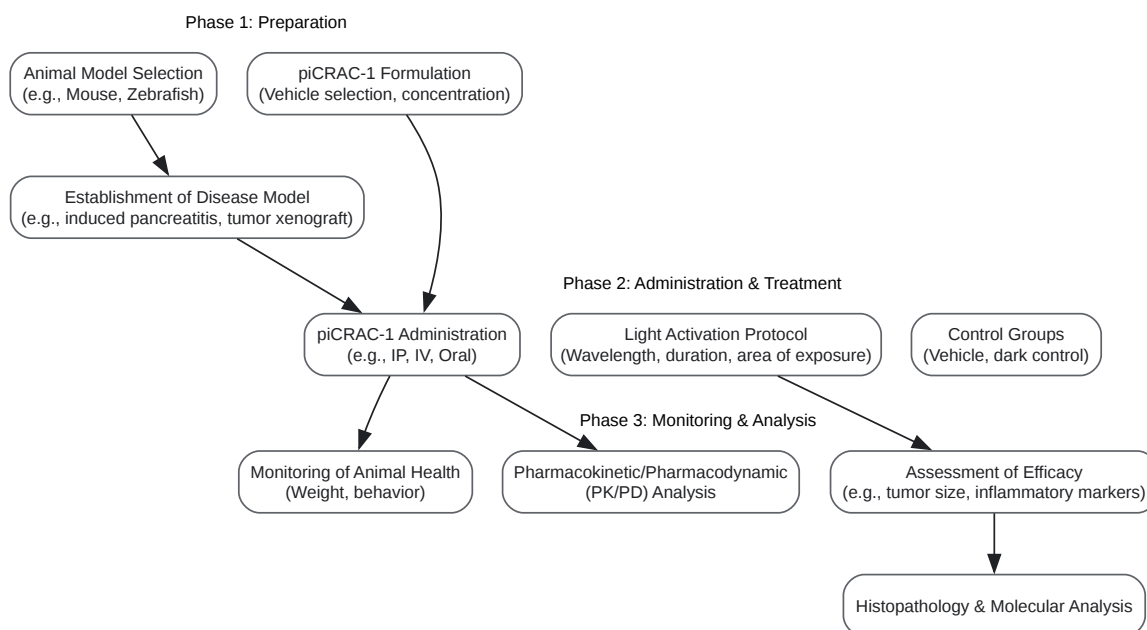 Phase 1: Preparation
Animal Model Selection
(e.g., Mouse, Zebrafish)
piCRAC-1 Formulation
(Vehicle selection, concentration)
Establishment of Disease Model
(e.g., induced pancreatitis, tumor xenograft)
Phase 2: Administration & Treatment
piCRAC-1 Administration
(e.g., IP, IV, Oral)
Light Activation Protocol
(Wavelength, duration, area of exposure)
Control Groups
(Vehicle, dark control)
Phase 3: Monitoring & Analysis
Monitoring of Animal Health
(Weight, behavior)
Pharmacokinetic/Pharmacodynamic
(PK/PD) Analysis
Assessment of Efficacy
(e.g., tumor size, inflammatory markers)
Histopathology & Molecular Analysis